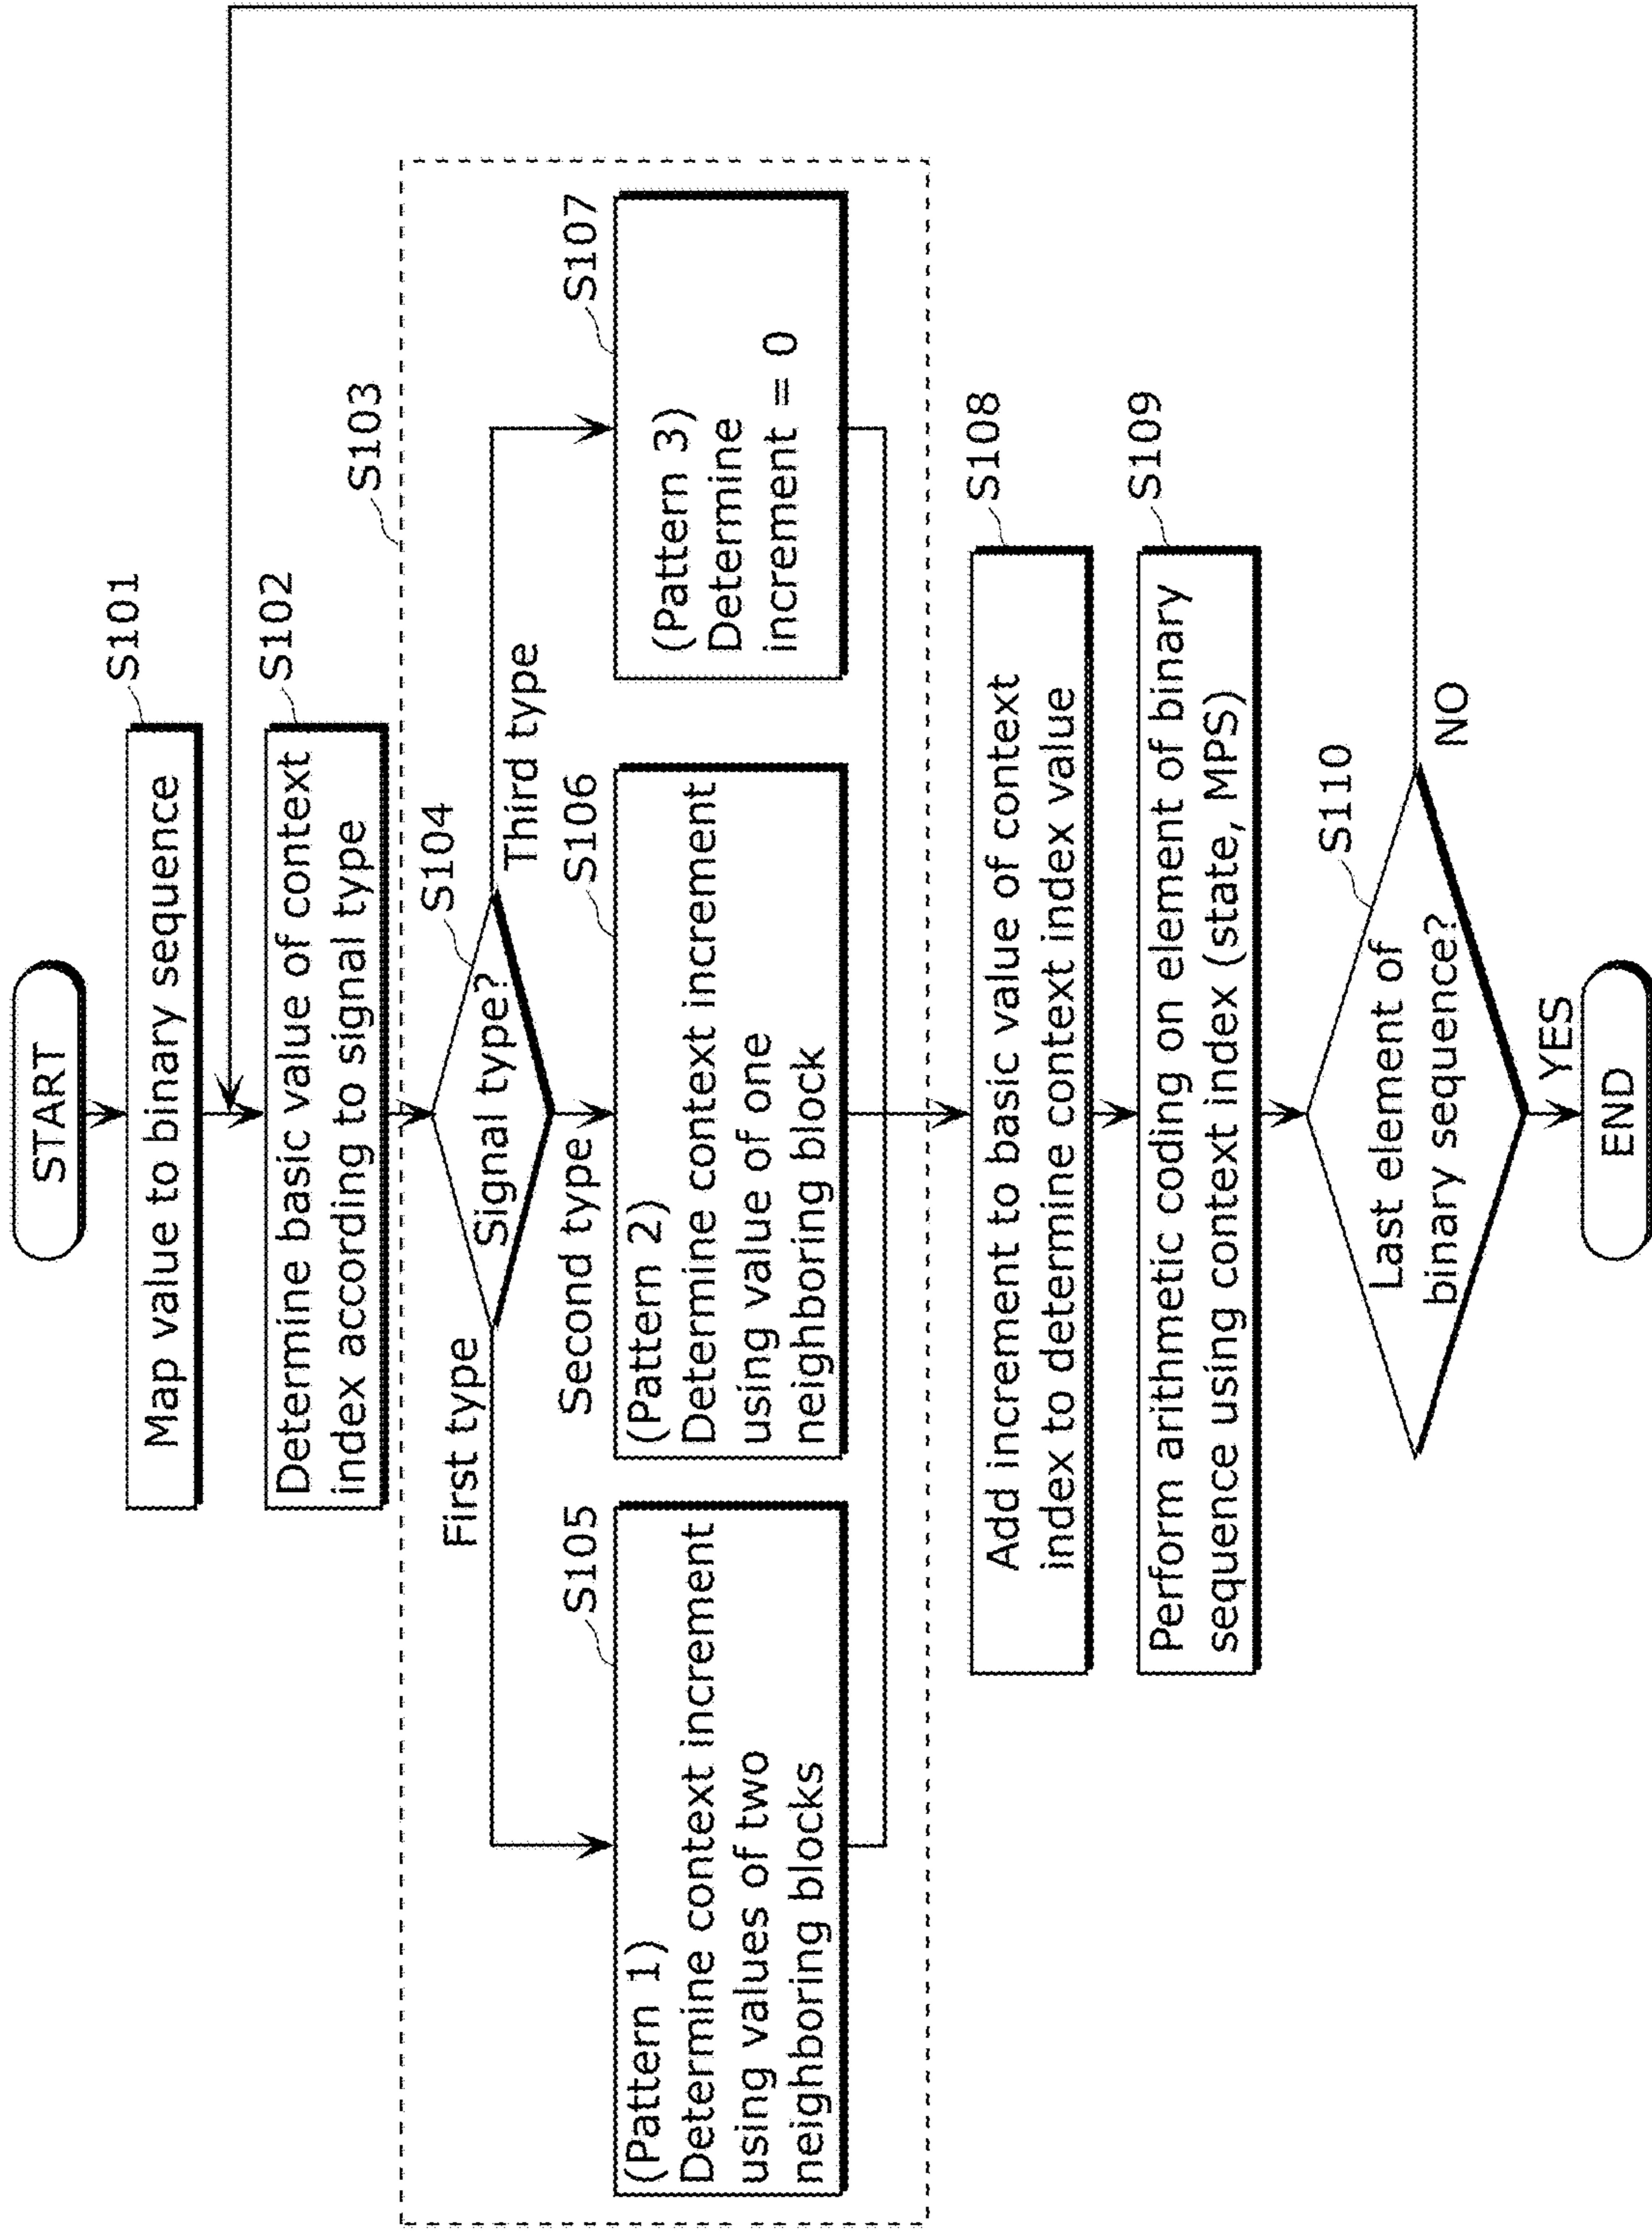 START
S101
Map value to binary sequence
S102
Determine basic value of context
index according to signal type
S103
S104
Signal type?
First type
Second type
Third type
S105
(Pattern 1)
Determine context increment
using values of two
neighboring blocks
S106
(Pattern 2)
Determine context increment
using value of one
neighboring block
S107
(Pattern 3)
Determine
increment = 0
S108
Add increment to basic value of context
index to determine context index value
S109
Perform arithmetic coding on element of binary
sequence using context index (state, MPS)
S110
Last element of
binary sequence?
NO
YES
END